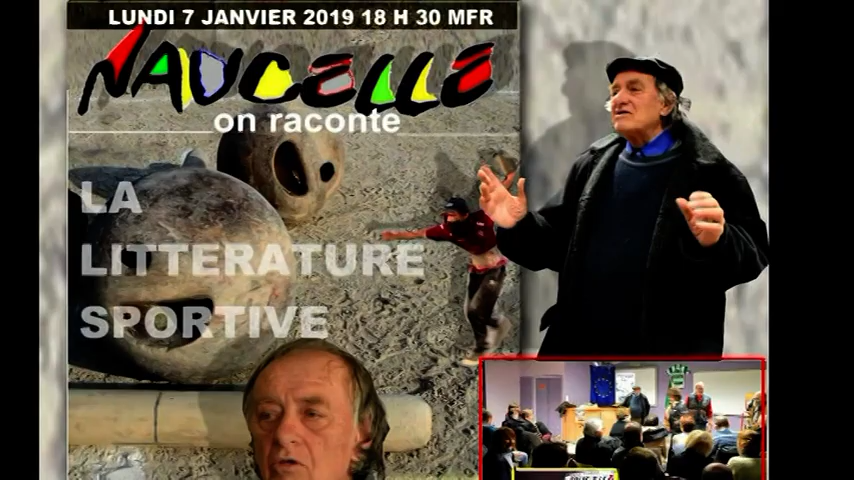 LUNDI 7 JANVIER 2019 18 H 30 MFR
NAUCELLE
on raconte
LA
LITTERATURE
SPORTIVE